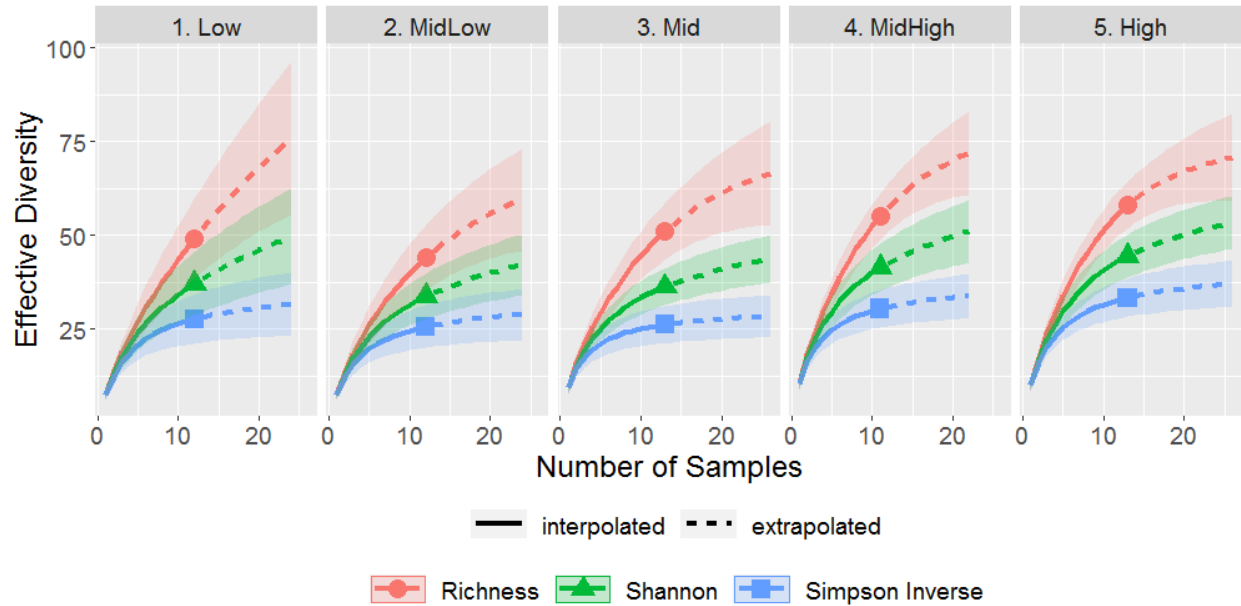 1. Low 2. MidLow 3. Mid 4. MidHigh 5. High
100
75
50
25
Effective Diversity
0 10 20 0 10 20 0 10 20 0 10 20 0 10 20
Number of Samples
interpolated extrapolated
Richness Shannon Simpson Inverse